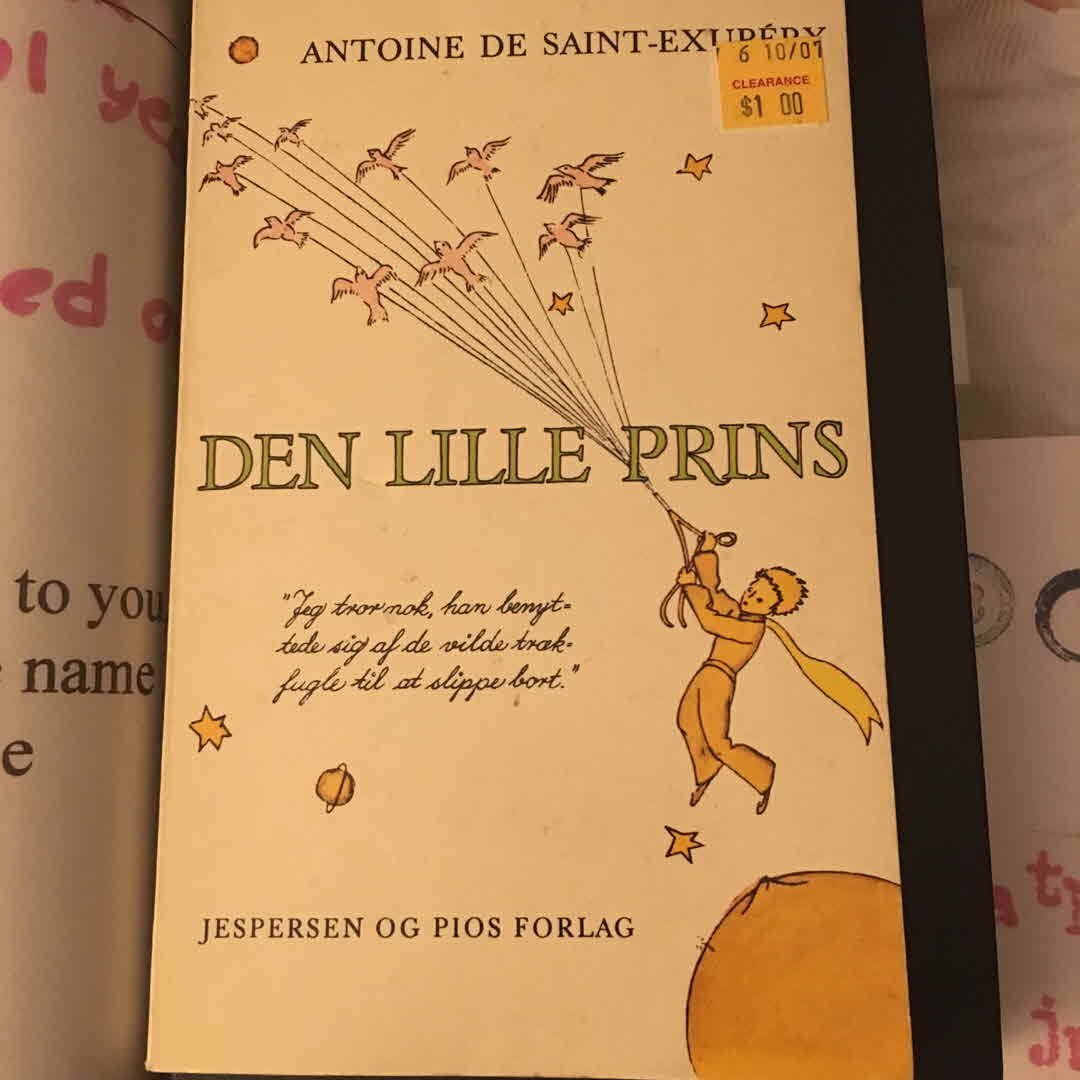 ANTOINE DE SAINT-EXUPÉRY
6 10/01
CLEARANCE
$1 00
DEN LILLE PRINS
"Jeg tror nok, han benyt=
tede sig af de vilde træk=
fugle til at slippe bort."
JESPERSEN OG PIOS FORLAG
to you
name